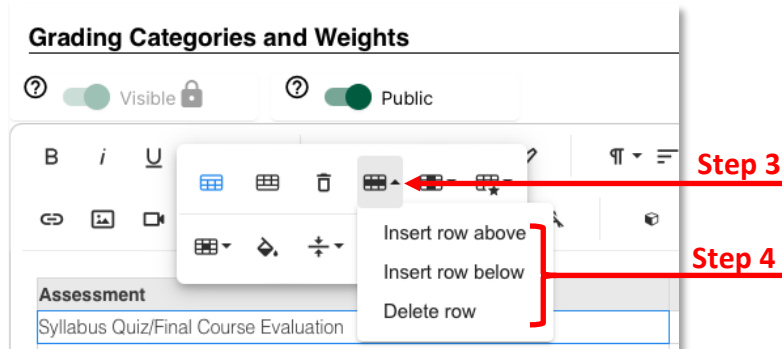 Grading Categories and Weights
Visible
Public
B i U
Step 3
Insert row above
Insert row below
Delete row
Step 4
Assessment
Syllabus Quiz/Final Course Evaluation